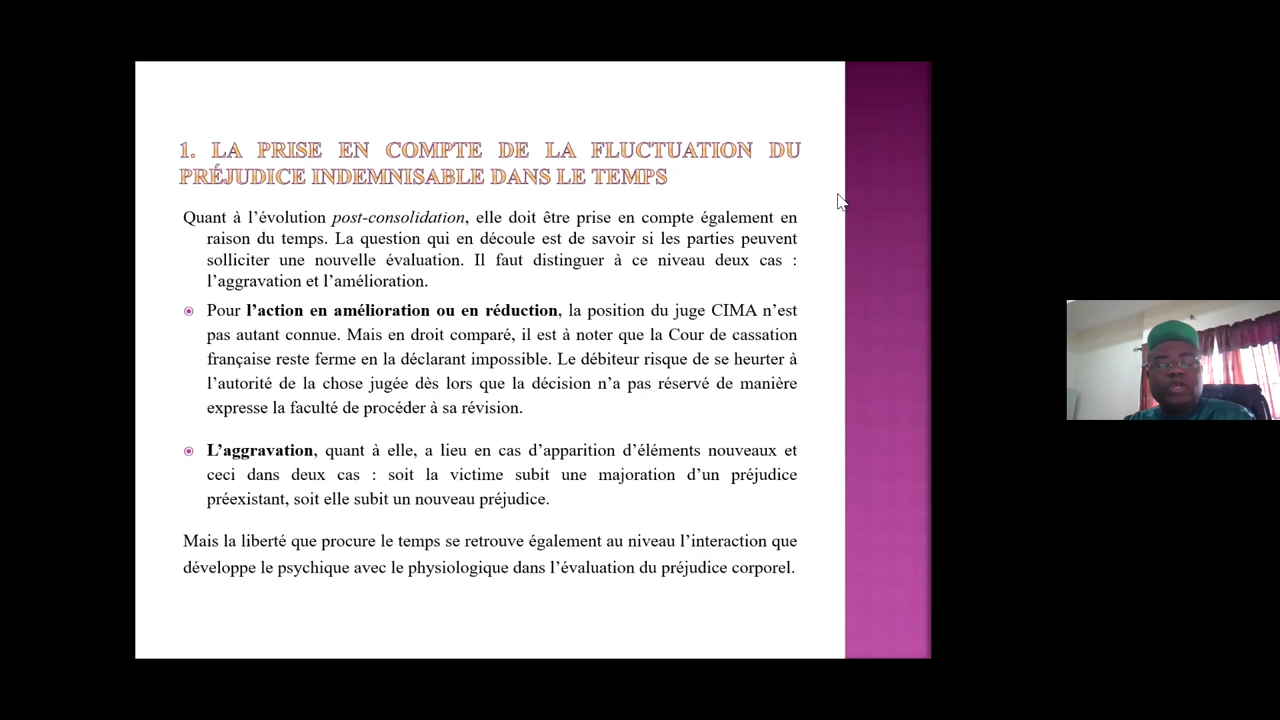 1. LA PRISE EN COMPTE DE LA FLUCTUATION DU
PRÉJUDICE INDEMNISABLE DANS LE TEMPS
Quant à l’évolution post-consolidation, elle doit être prise en compte également en
raison du temps. La question qui en découle est de savoir si les parties peuvent
solliciter une nouvelle évaluation. Il faut distinguer à ce niveau deux cas :
l’aggravation et l’amélioration.
Pour l’action en amélioration ou en réduction, la position du juge CIMA n’est
pas autant connue. Mais en droit comparé, il est à noter que la Cour de cassation
française reste ferme en la déclarant impossible. Le débiteur risque de se heurter à
l’autorité de la chose jugée dès lors que la décision n’a pas réservé de manière
expresse la faculté de procéder à sa révision.
L’aggravation, quant à elle, a lieu en cas d’apparition d’éléments nouveaux et
ceci dans deux cas : soit la victime subit une majoration d’un préjudice
préexistant, soit elle subit un nouveau préjudice.
Mais la liberté que procure le temps se retrouve également au niveau l’interaction que
développe le psychique avec le physiologique dans l’évaluation du préjudice corporel.